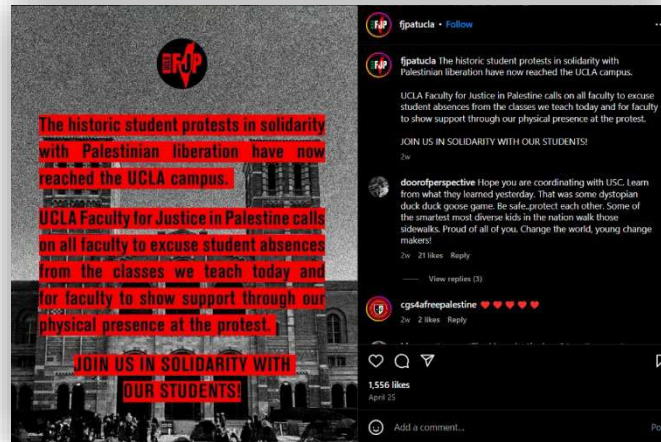 FJP
The historic student protests in solidarity
with Palestinian liberation have now
reached the UCLA campus.
UCLA Faculty for Justice in Palestine calls
on all faculty to excuse student absences
from the classes we teach today and
for faculty to show support through our
physical presence at the protest.
JOIN US IN SOLIDARITY WITH
OUR STUDENTS!
fjpatucla • Follow
fjpatucla The historic student protests in solidarity with
Palestinian liberation have now reached the UCLA campus.
UCLA Faculty for Justice in Palestine calls on all faculty to excuse
student absences from the classes we teach today and for faculty
to show support through our physical presence at the protest.
JOIN US IN SOLIDARITY WITH OUR STUDENTS!
2w
doorofperspective Hope you are coordinating with USC. Learn
from what they learned yesterday. That was some dystopian
duck duck goose game. Be safe..protect each other. Some of
the smartest most diverse kids in the nation walk those
sidewalks. Proud of all of you. Change the world, young change
makers!
2w 21 likes Reply
View replies (3)
cgs4afreepalestine ❤️❤️❤️❤️❤️
2w 2 likes Reply
1,556 likes
April 25
Add a comment...
Po